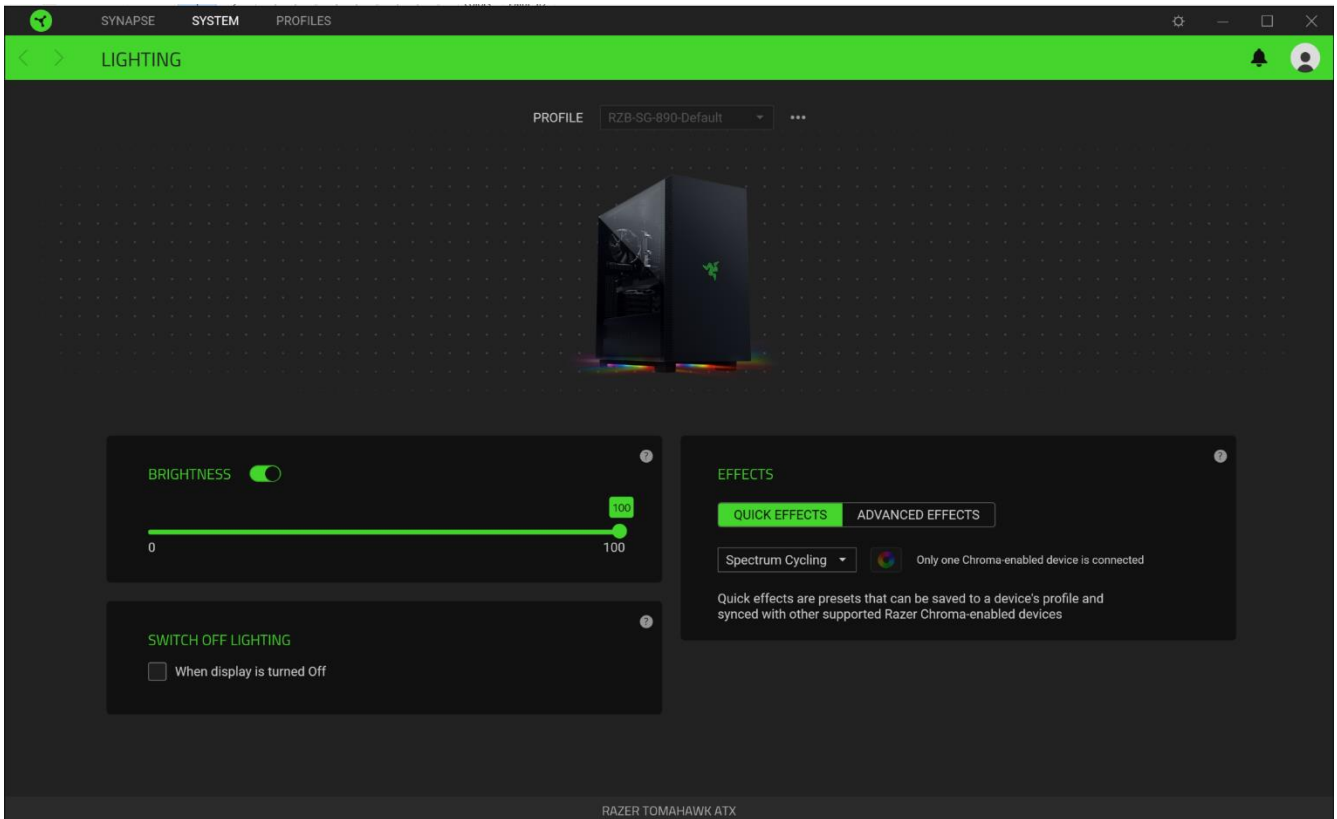 SYNAPSE SYSTEM PROFILES
LIGHTING
PROFILE RZB-SG-890-Default
BRIGHTNESS
100
0 100
SWITCH OFF LIGHTING
When display is turned Off
EFFECTS
QUICK EFFECTS ADVANCED EFFECTS
Spectrum Cycling Only one Chroma-enabled device is connected
Quick effects are presets that can be saved to a device's profile and
synced with other supported Razer Chroma-enabled devices
RAZER TOMAHAWK ATX